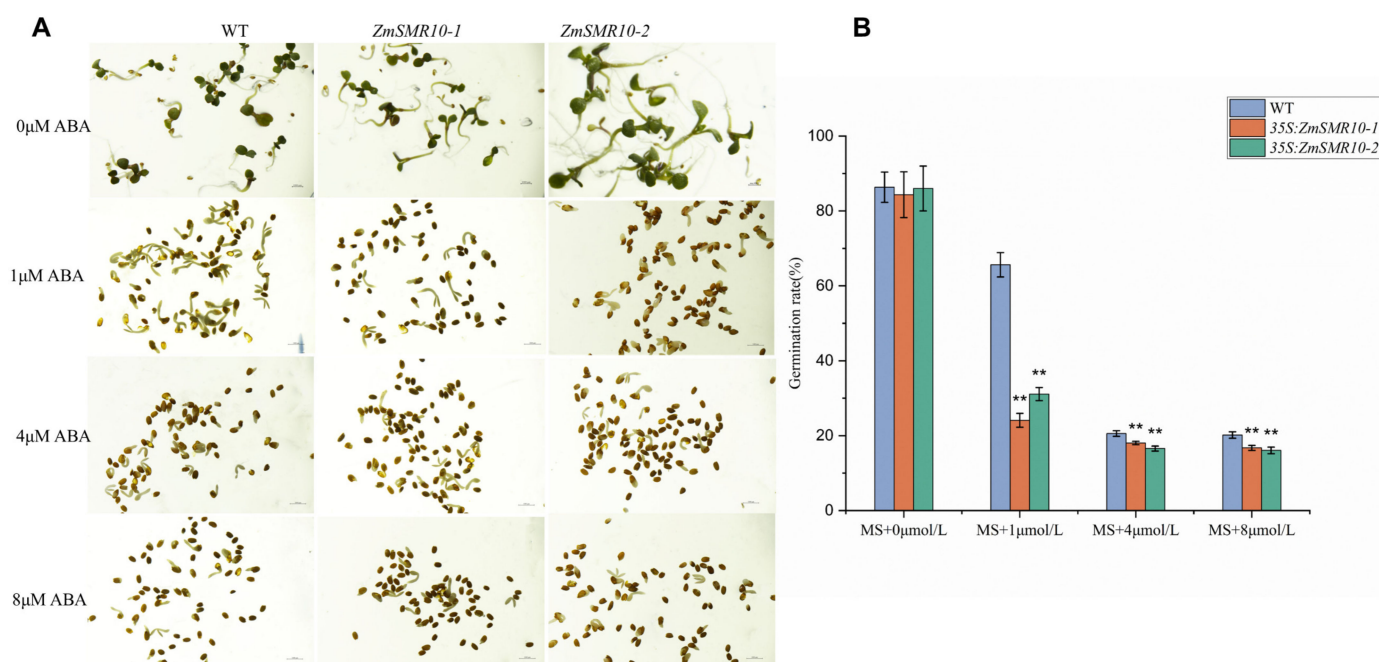 A
WT
ZmSMR10-1
ZmSMR10-2
0μM ABA
1μM ABA
4μM ABA
8μM ABA
B
WT
35S:ZmSMR10-1
35S:ZmSMR10-2
Germination rate(%)
100
80
60
40
20
0
** **
** **
** **
MS+0μmol/L MS+1μmol/L MS+4μmol/L MS+8μmol/L